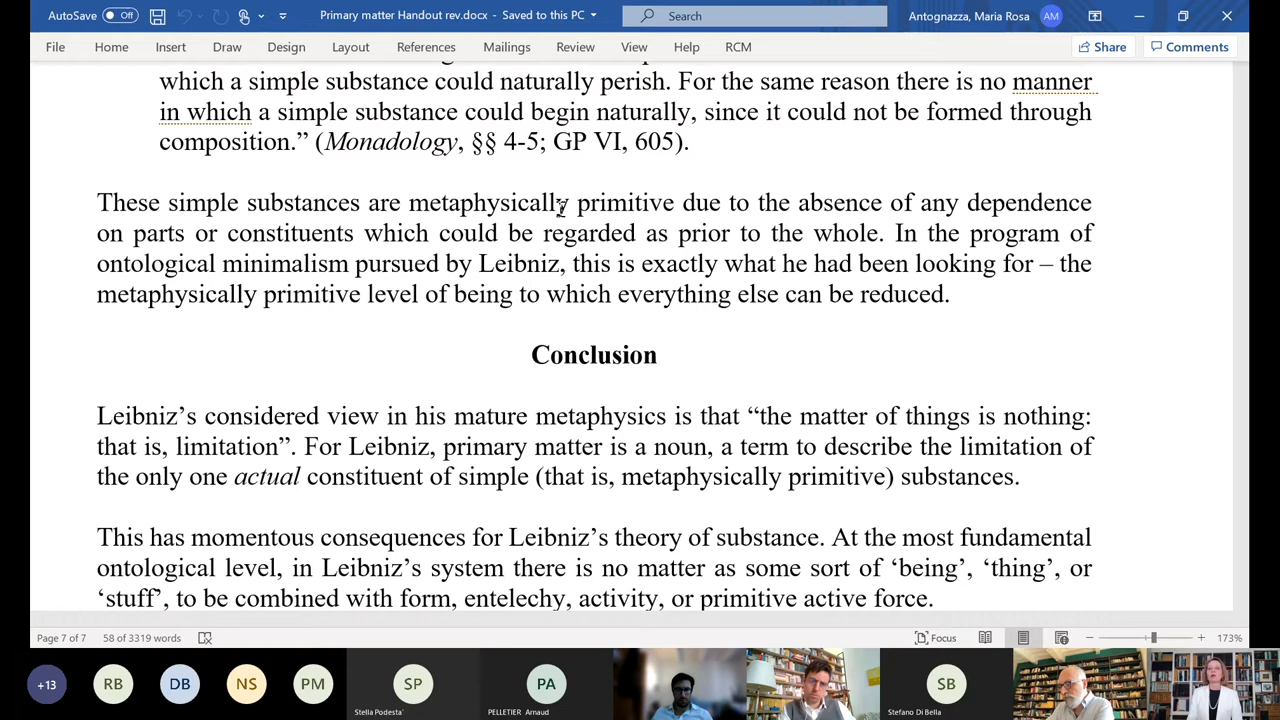 AutoSave Off Primary matter Handout rev.docx - Saved to this PC Search Antognazza, Maria Rosa AM
File Home Insert Draw Design Layout References Mailings Review View Help RCM Share Comments
which a simple substance could naturally perish. For the same reason there is no manner
in which a simple substance could begin naturally, since it could not be formed through
composition.” (Monadology, §§ 4-5; GP VI, 605).
These simple substances are metaphysically primitive due to the absence of any dependence
on parts or constituents which could be regarded as prior to the whole. In the program of
ontological minimalism pursued by Leibniz, this is exactly what he had been looking for – the
metaphysically primitive level of being to which everything else can be reduced.
Conclusion
Leibniz’s considered view in his mature metaphysics is that “the matter of things is nothing:
that is, limitation”. For Leibniz, primary matter is a noun, a term to describe the limitation of
the only one actual constituent of simple (that is, metaphysically primitive) substances.
This has momentous consequences for Leibniz’s theory of substance. At the most fundamental
ontological level, in Leibniz’s system there is no matter as some sort of ‘being’, ‘thing’, or
‘stuff’, to be combined with form, entelechy, activity, or primitive active force.
Page 7 of 7 58 of 3319 words Focus 173%
+13 RB DB NS PM SP PA SB
Stella Podesta' PELLETIER Arnaud Stefano Di Bella